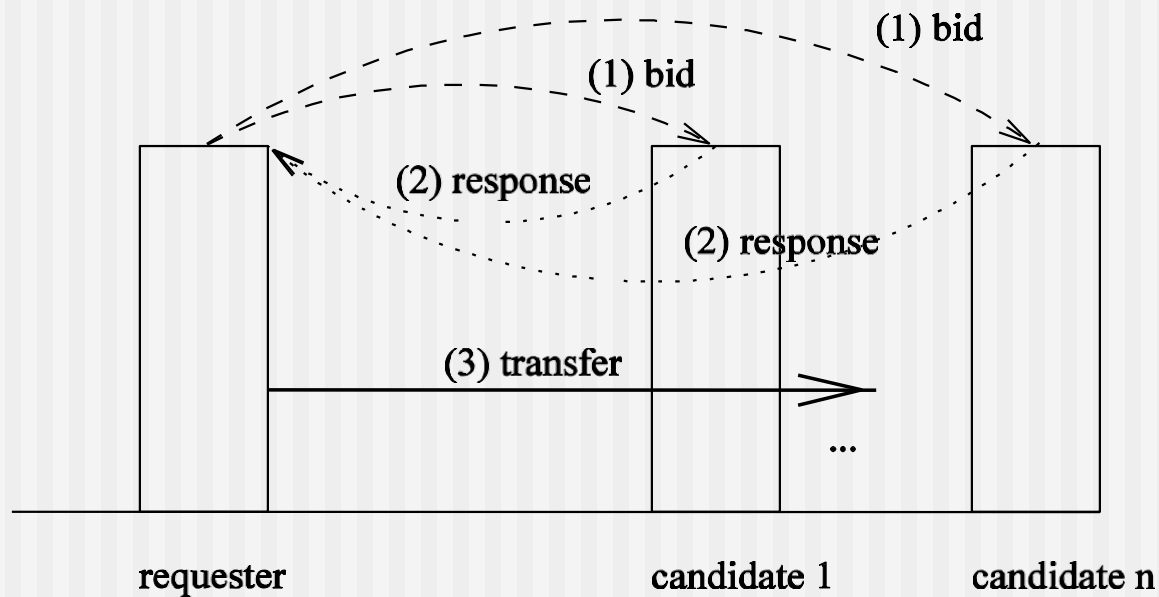 (1) bid
(1) bid
(2) response
(2) response
(3) transfer
...
requester
candidate 1
candidate n